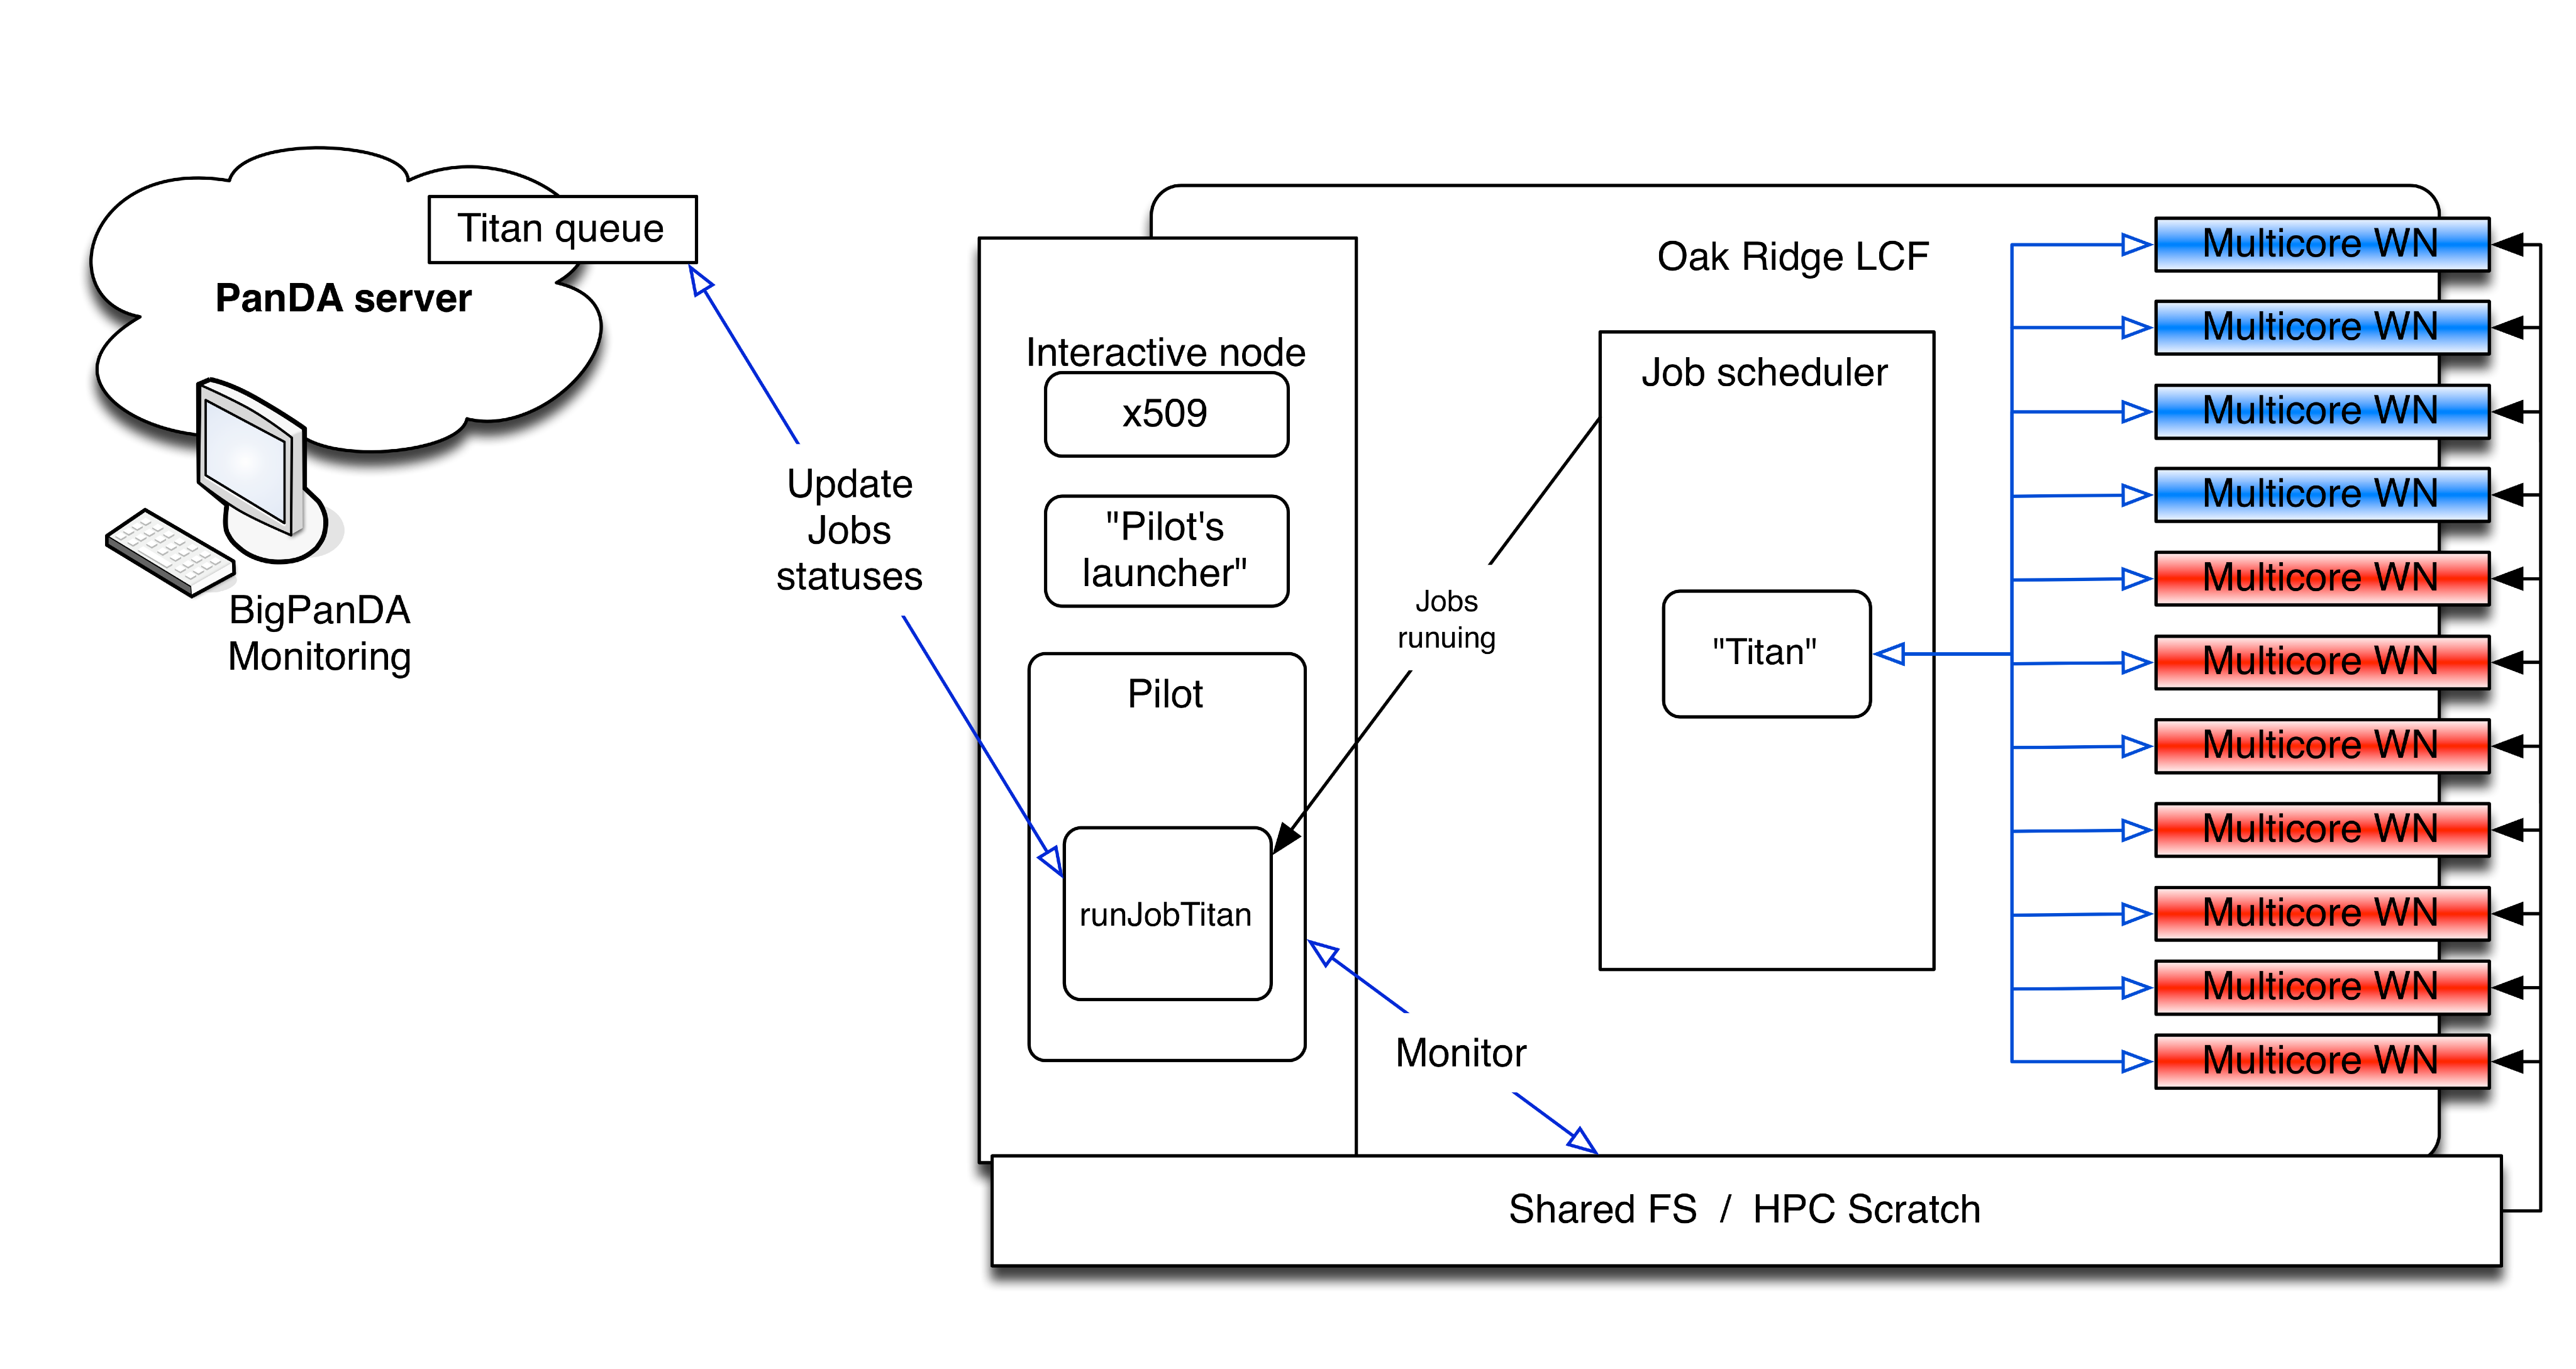 Titan queue
PanDA server
BigPanDA
Monitoring
Update
Jobs
statuses
Interactive node
x509
"Pilot's
launcher"
Pilot
runJobTitan
Jobs
runuing
Monitor
Oak Ridge LCF
Job scheduler
"Titan"
Multicore WN
Multicore WN
Multicore WN
Multicore WN
Multicore WN
Multicore WN
Multicore WN
Multicore WN
Multicore WN
Multicore WN
Multicore WN
Shared FS / HPC Scratch